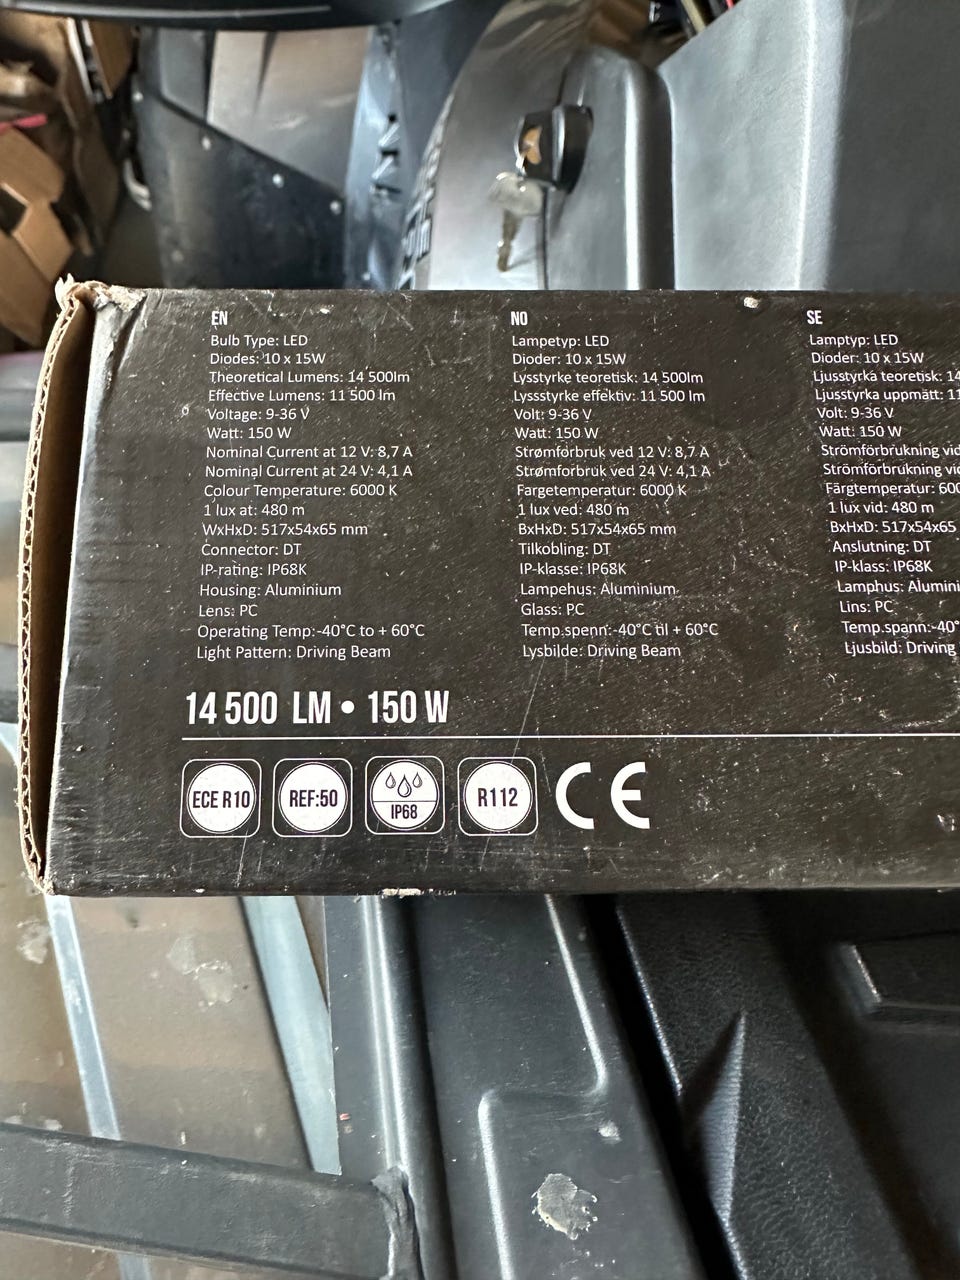 EN
Bulb Type: LED
Diodes: 10 x 15W
Theoretical Lumens: 14 500lm
Effective Lumens: 11 500 lm
Voltage: 9-36 V
Watt: 150 W
Nominal Current at 12 V: 8,7 A
Nominal Current at 24 V: 4,1 A
Colour Temperature: 6000 K
1 lux at: 480 m
WxHxD: 517x54x65 mm
Connector: DT
IP-rating: IP68K
Housing: Aluminium
Lens: PC
Operating Temp:-40°C to + 60°C
Light Pattern: Driving Beam
NO
Lampetyp: LED
Dioder: 10 x 15W
Lysstyrke teoretisk: 14 500lm
Lyssstyrke effektiv: 11 500 lm
Volt: 9-36 V
Watt: 150 W
Strømforbruk ved 12 V: 8,7 A
Strømforbruk ved 24 V: 4,1 A
Fargetemperatur: 6000 K
1 lux ved: 480 m
BxHxD: 517x54x65 mm
Tilkobling: DT
IP-klasse: IP68K
Lampehus: Aluminium
Glass: PC
Temp.spenn:-40°C til + 60°C
Lysbilde: Driving Beam
SE
Lamptyp: LED
Dioder: 10 x 15W
Ljusstyrka teoretisk: 14
Ljusstyrka uppmätt: 11
Volt: 9-36 V
Watt: 150 W
Strömförbrukning vid
Strömförbrukning vid
Färgtemperatur: 600
1 lux vid: 480 m
BxHxD: 517x54x65
Anslutning: DT
IP-klass: IP68K
Lamphus: Alumini
Lins: PC
Temp.spann:-40°
Ljusbild: Driving
14 500 LM • 150 W
ECE R10
REF:50
IP68
R112
CE